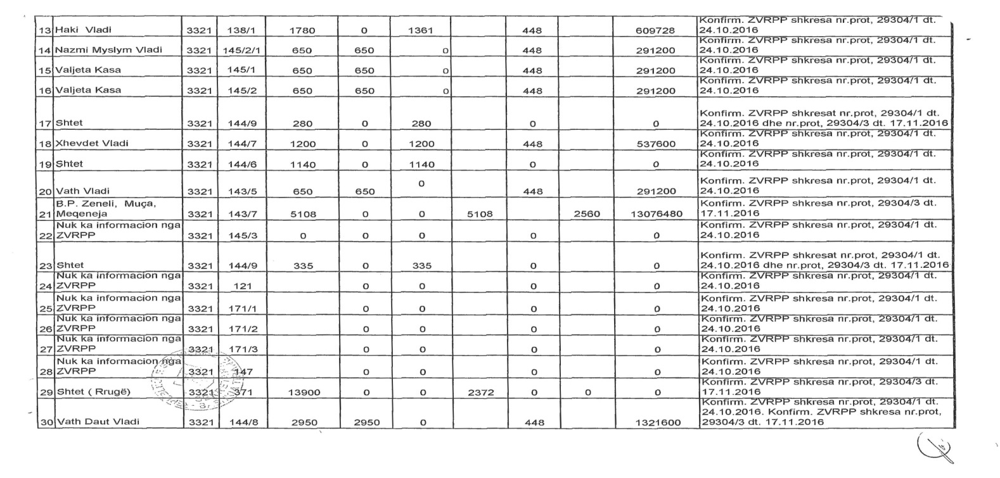 13 Haki Vladi 3321 138/1 1780 0 1361 448 609728 Konfirm. ZVRPP shkresa nr.prot, 29304/1 dt.
24.10.2016
14 Nazmi Myslym Vladi 3321 145/2/1 650 650 0 448 291200 Konfirm. ZVRPP shkresa nr.prot, 29304/1 dt.
24.10.2016
15 Valjeta Kasa 3321 145/1 650 650 0 448 291200 Konfirm. ZVRPP shkresa nr.prot, 29304/1 dt.
24.10.2016
16 Valjeta Kasa 3321 145/2 650 650 0 448 291200 Konfirm. ZVRPP shkresa nr.prot, 29304/1 dt.
24.10.2016
17 Shtet 3321 144/9 280 0 280 0 0 Konfirm. ZVRPP shkresat nr.prot, 29304/1 dt.
24.10.2016 dhe nr.prot, 29304/3 dt. 17.11.2016
18 Xhevdet Vladi 3321 144/7 1200 0 1200 448 537600 Konfirm. ZVRPP shkresa nr.prot, 29304/1 dt.
24.10.2016
19 Shtet 3321 144/6 1140 0 1140 0 0 Konfirm. ZVRPP shkresa nr.prot, 29304/1 dt.
24.10.2016
20 Vath Vladi 3321 143/5 650 650 0 448 291200 Konfirm. ZVRPP shkresa nr.prot, 29304/1 dt.
24.10.2016
B.P. Zeneli, Muça,
21 Meqeneja 3321 143/7 5108 0 0 5108 2560 13076480 Konfirm. ZVRPP shkresa nr.prot, 29304/3 dt.
17.11.2016
Nuk ka informacion nga
22 ZVRPP 3321 145/3 0 0 0 0 0 Konfirm. ZVRPP shkresa nr.prot, 29304/1 dt.
24.10.2016
23 Shtet 3321 144/9 335 0 335 0 0 Konfirm. ZVRPP shkresat nr.prot, 29304/1 dt.
24.10.2016 dhe nr.prot, 29304/3 dt. 17.11.2016
Nuk ka informacion nga
24 ZVRPP 3321 121 0 0 0 0 Konfirm. ZVRPP shkresa nr.prot, 29304/1 dt.
24.10.2016
Nuk ka informacion nga
25 ZVRPP 3321 171/1 0 0 0 0 Konfirm. ZVRPP shkresa nr.prot, 29304/1 dt.
24.10.2016
Nuk ka informacion nga
26 ZVRPP 3321 171/2 0 0 0 0 Konfirm. ZVRPP shkresa nr.prot, 29304/1 dt.
24.10.2016
Nuk ka informacion nga
27 ZVRPP 3321 171/3 0 0 0 0 Konfirm. ZVRPP shkresa nr.prot, 29304/1 dt.
24.10.2016
Nuk ka informacion nga
28 ZVRPP 3321 147 0 0 0 0 Konfirm. ZVRPP shkresa nr.prot, 29304/1 dt.
24.10.2016
29 Shtet ( Rrugë) 3321 371 13900 0 0 2372 0 0 0 Konfirm. ZVRPP shkresa nr.prot, 29304/3 dt.
17.11.2016
30 Vath Daut Vladi 3321 144/8 2950 2950 0 448 1321600 Konfirm. ZVRPP shkresa nr.prot, 29304/1 dt.
24.10.2016. Konfirm. ZVRPP shkresa nr.prot,
29304/3 dt. 17.11.2016